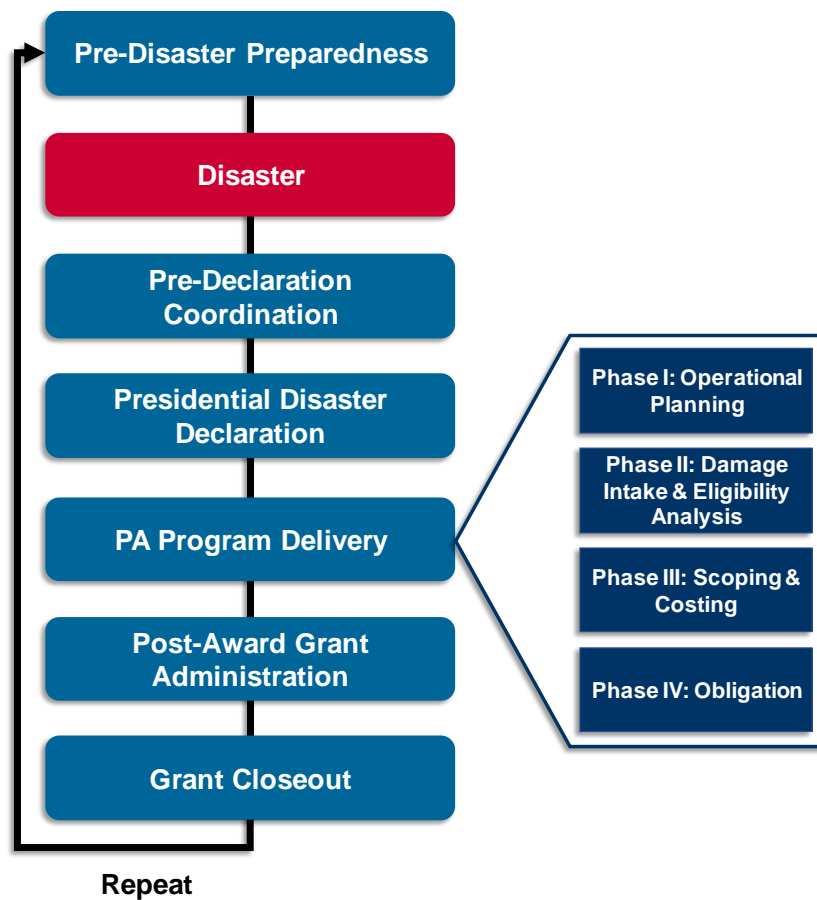 Pre-Disaster Preparedness
Disaster
Pre-Declaration
Coordination
Presidential Disaster
Declaration
PA Program Delivery
Post-Award Grant
Administration
Grant Closeout
Repeat
Phase I: Operational
Planning
Phase II: Damage
Intake & Eligibility
Analysis
Phase III: Scoping &
Costing
Phase IV: Obligation